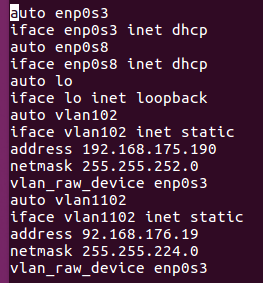 auto enp0s3
iface enp0s3 inet dhcp
auto enp0s8
iface enp0s8 inet dhcp
auto lo
iface lo inet loopback
auto vlan102
iface vlan102 inet static
address 192.168.175.190
netmask 255.255.252.0
vlan_raw_device enp0s3
auto vlan1102
iface vlan1102 inet static
address 92.168.176.19
netmask 255.255.224.0
vlan_raw_device enp0s3